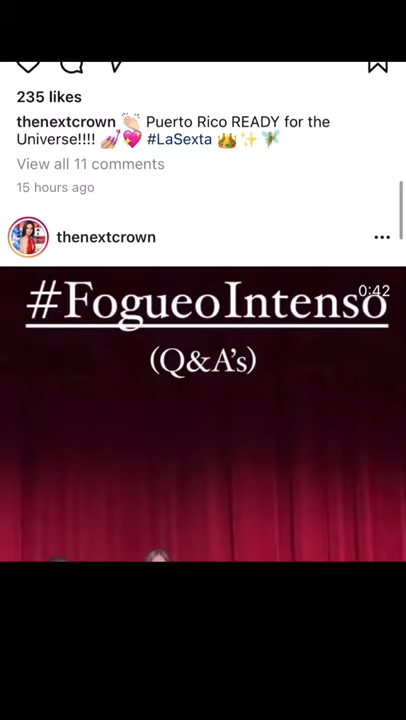 235 likes
thenextcrown 👏🏻 Puerto Rico READY for the
Universe!!!! 💅🏼💖 #LaSexta 👑✨🧚🏻
View all 11 comments
15 hours ago
thenextcrown
#FogueoIntenso
0:42
(Q&A's)